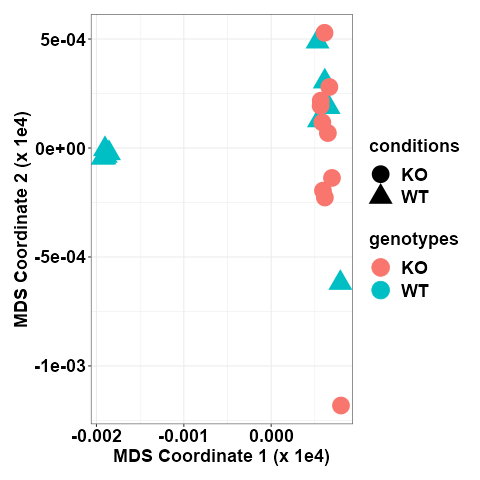 5e-04
0e+00
-5e-04
-1e-03
MDS Coordinate 2 (x 1e4)
-0.002
-0.001
0.000
MDS Coordinate 1 (x 1e4)
conditions
KO
WT
genotypes
KO
WT